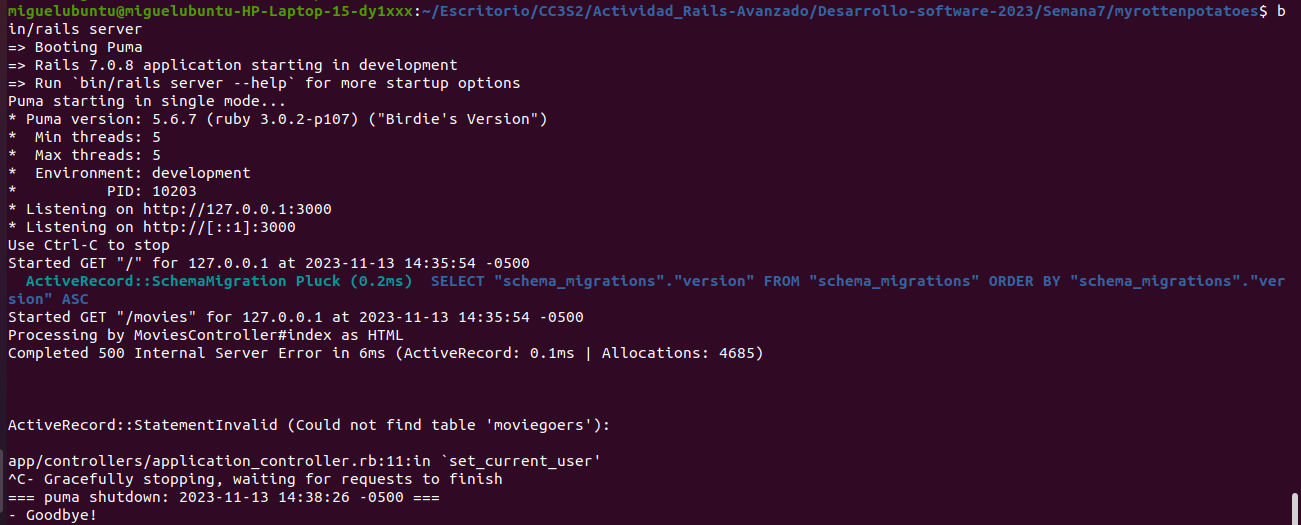 miguelubuntu@miguelubuntu-HP-Laptop-15-dy1xxx:~/Escritorio/CC3S2/Actividad_Rails-Avanzado/Desarrollo-software-2023/Semana7/myrottenpotatoes$ b
in/rails server
=> Booting Puma
=> Rails 7.0.8 application starting in development
=> Run `bin/rails server --help` for more startup options
Puma starting in single mode...
* Puma version: 5.6.7 (ruby 3.0.2-p107) ("Birdie's Version")
*  Min threads: 5
*  Max threads: 5
*  Environment: development
*          PID: 10203
* Listening on http://127.0.0.1:3000
* Listening on http://[::1]:3000
Use Ctrl-C to stop
Started GET "/" for 127.0.0.1 at 2023-11-13 14:35:54 -0500
  ActiveRecord::SchemaMigration Pluck (0.2ms)  SELECT "schema_migrations"."version" FROM "schema_migrations" ORDER BY "schema_migrations"."ver
sion" ASC
Started GET "/movies" for 127.0.0.1 at 2023-11-13 14:35:54 -0500
Processing by MoviesController#index as HTML
Completed 500 Internal Server Error in 6ms (ActiveRecord: 0.1ms | Allocations: 4685)
ActiveRecord::StatementInvalid (Could not find table 'moviegoers'):
app/controllers/application_controller.rb:11:in `set_current_user'
^C- Gracefully stopping, waiting for requests to finish
=== puma shutdown: 2023-11-13 14:38:26 -0500 ===
- Goodbye!